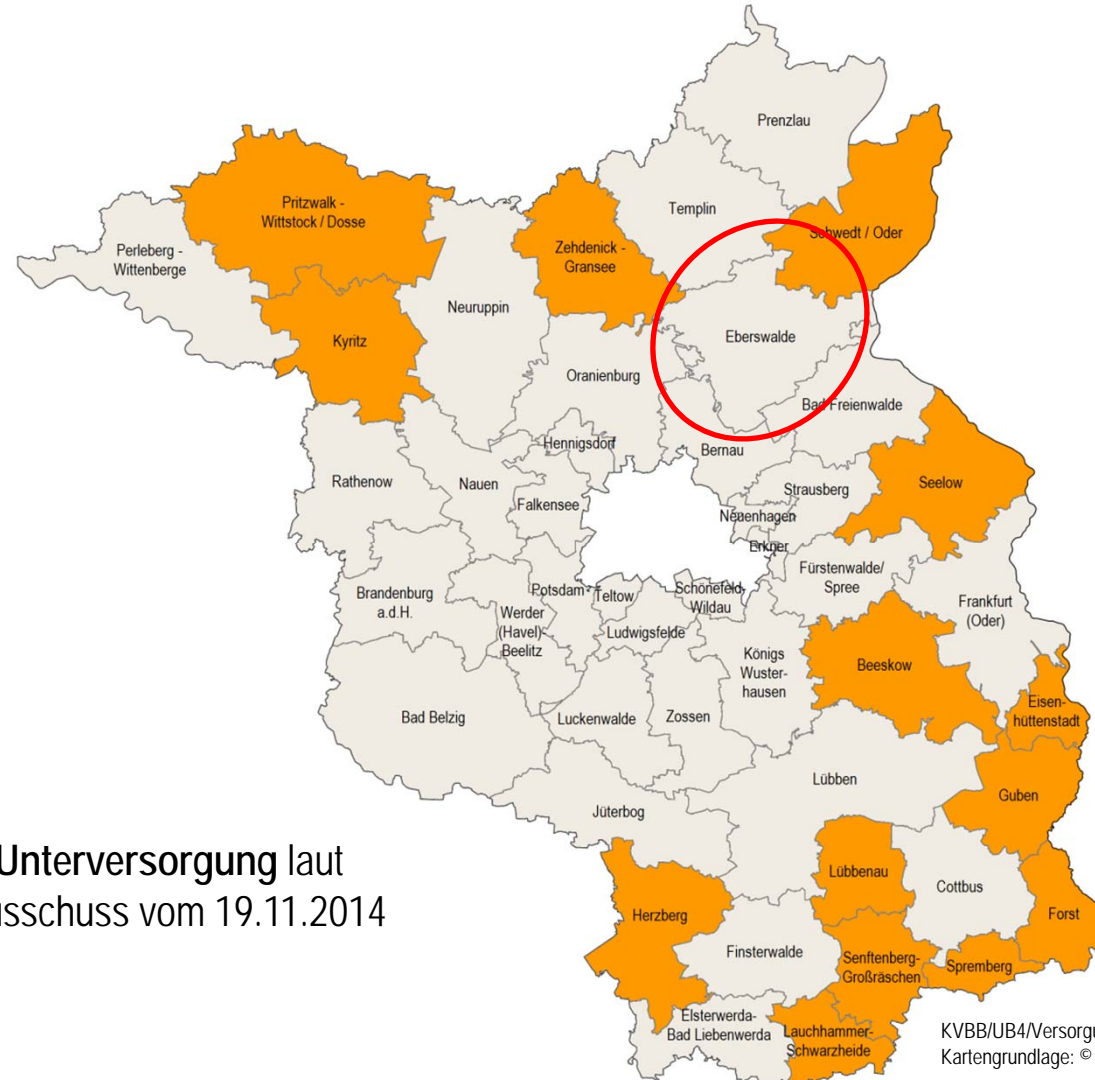 Prenzlau
Templin
Schwedt / Oder
Pritzwalk -
Wittstock / Dosse
Perleberg -
Wittenberge
Zehdenick -
Gransee
Neuruppin
Kyritz
Eberswalde
Oranienburg
Bad Freienwalde
Hennigsdorf
Bernau
Rathenow
Nauen
Falkensee
Strausberg
Seelow
Neuenhagen
Erkner
Fürstenwalde/
Spree
Brandenburg
a.d.H.
Potsdam
Teltow
Schönefeld-
Wildau
Werder
(Havel)-
Beelitz
Ludwigsfelde
Frankfurt
(Oder)
Königs
Wuster-
hausen
Beeskow
Eisen-
hüttenstadt
Bad Belzig
Luckenwalde
Zossen
Lübben
Guben
Jüterbog
Unterversorgung laut
usschuss vom 19.11.2014
Lübbenau
Cottbus
Herzberg
Forst
Finsterwalde
Senftenberg-
Großräschen
Spremberg
Elsterwerda-
Bad Liebenwerda
Lauchhammer-
Schwarzheide
KVBB/UB4/Versorgu
Kartengrundlage: ©